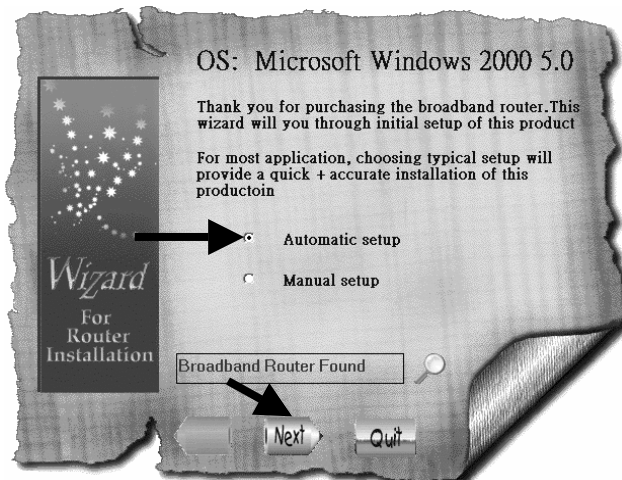 OS: Microsoft Windows 2000 5.0
Thank you for purchasing the broadband router.This
wizard will you through initial setup of this product
For most application, choosing typical setup will
provide a quick + accurate installation of this
productoin
Automatic setup
Manual setup
Wizard
For
Router
Installation
Broadband Router Found
Next
Quit